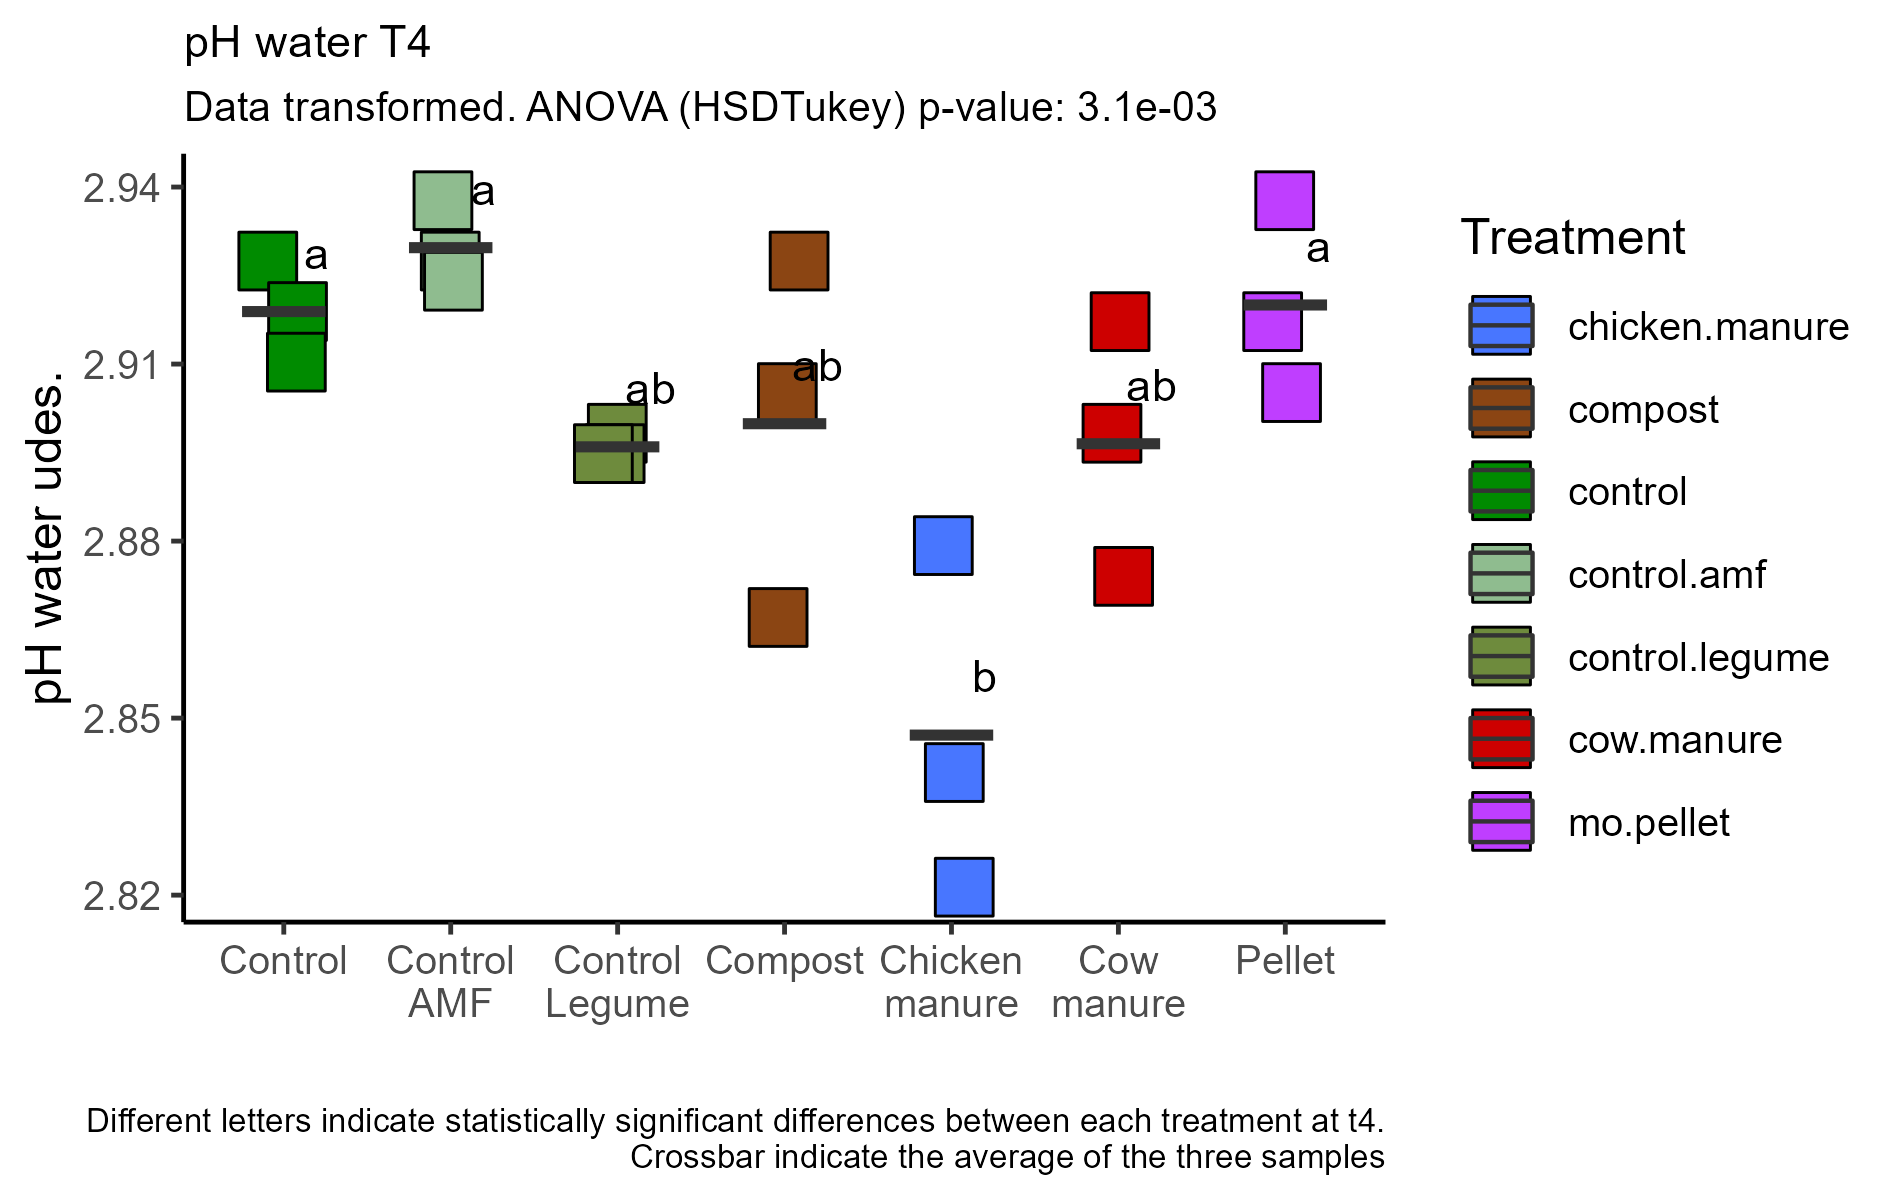 pH water T4
Data transformed. ANOVA (HSDTukey) p-value: 3.1e-03
pH water udes.
2.94
2.91
2.88
2.85
2.82
a
a
ab
ab
b
ab
a
Control
Control
AMF
Control
Legume
Compost
Chicken
manure
Cow
manure
Pellet
Treatment
chicken.manure
compost
control
control.amf
control.legume
cow.manure
mo.pellet
Different letters indicate statistically significant differences between each treatment at t4.
Crossbar indicate the average of the three samples